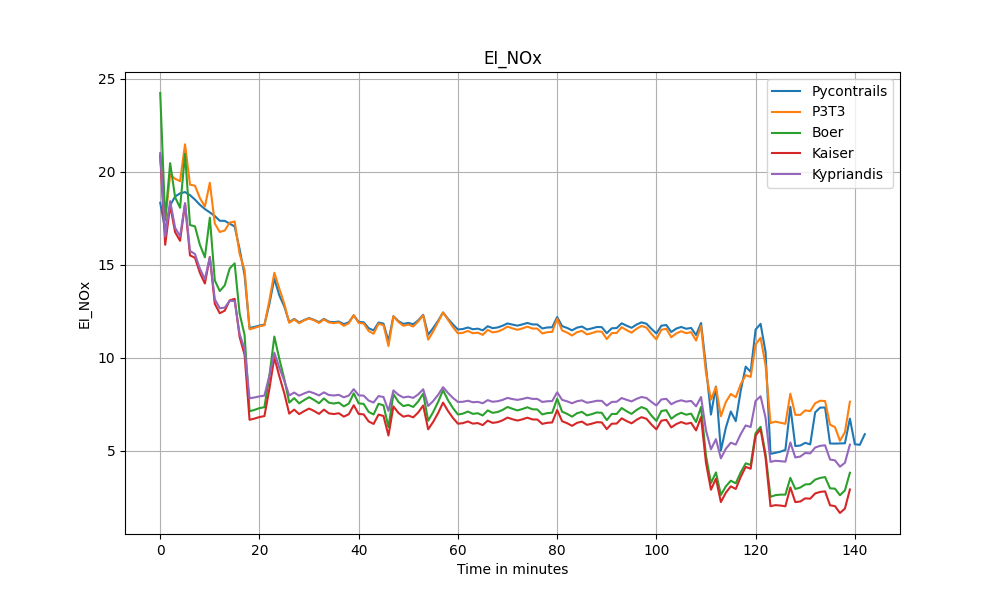 EI_NOx
25
20
15
10
5
EI_NOx
0
20
40
60
80
100
120
140
Time in minutes
Pycontrails
P3T3
Boer
Kaiser
Kypriandis